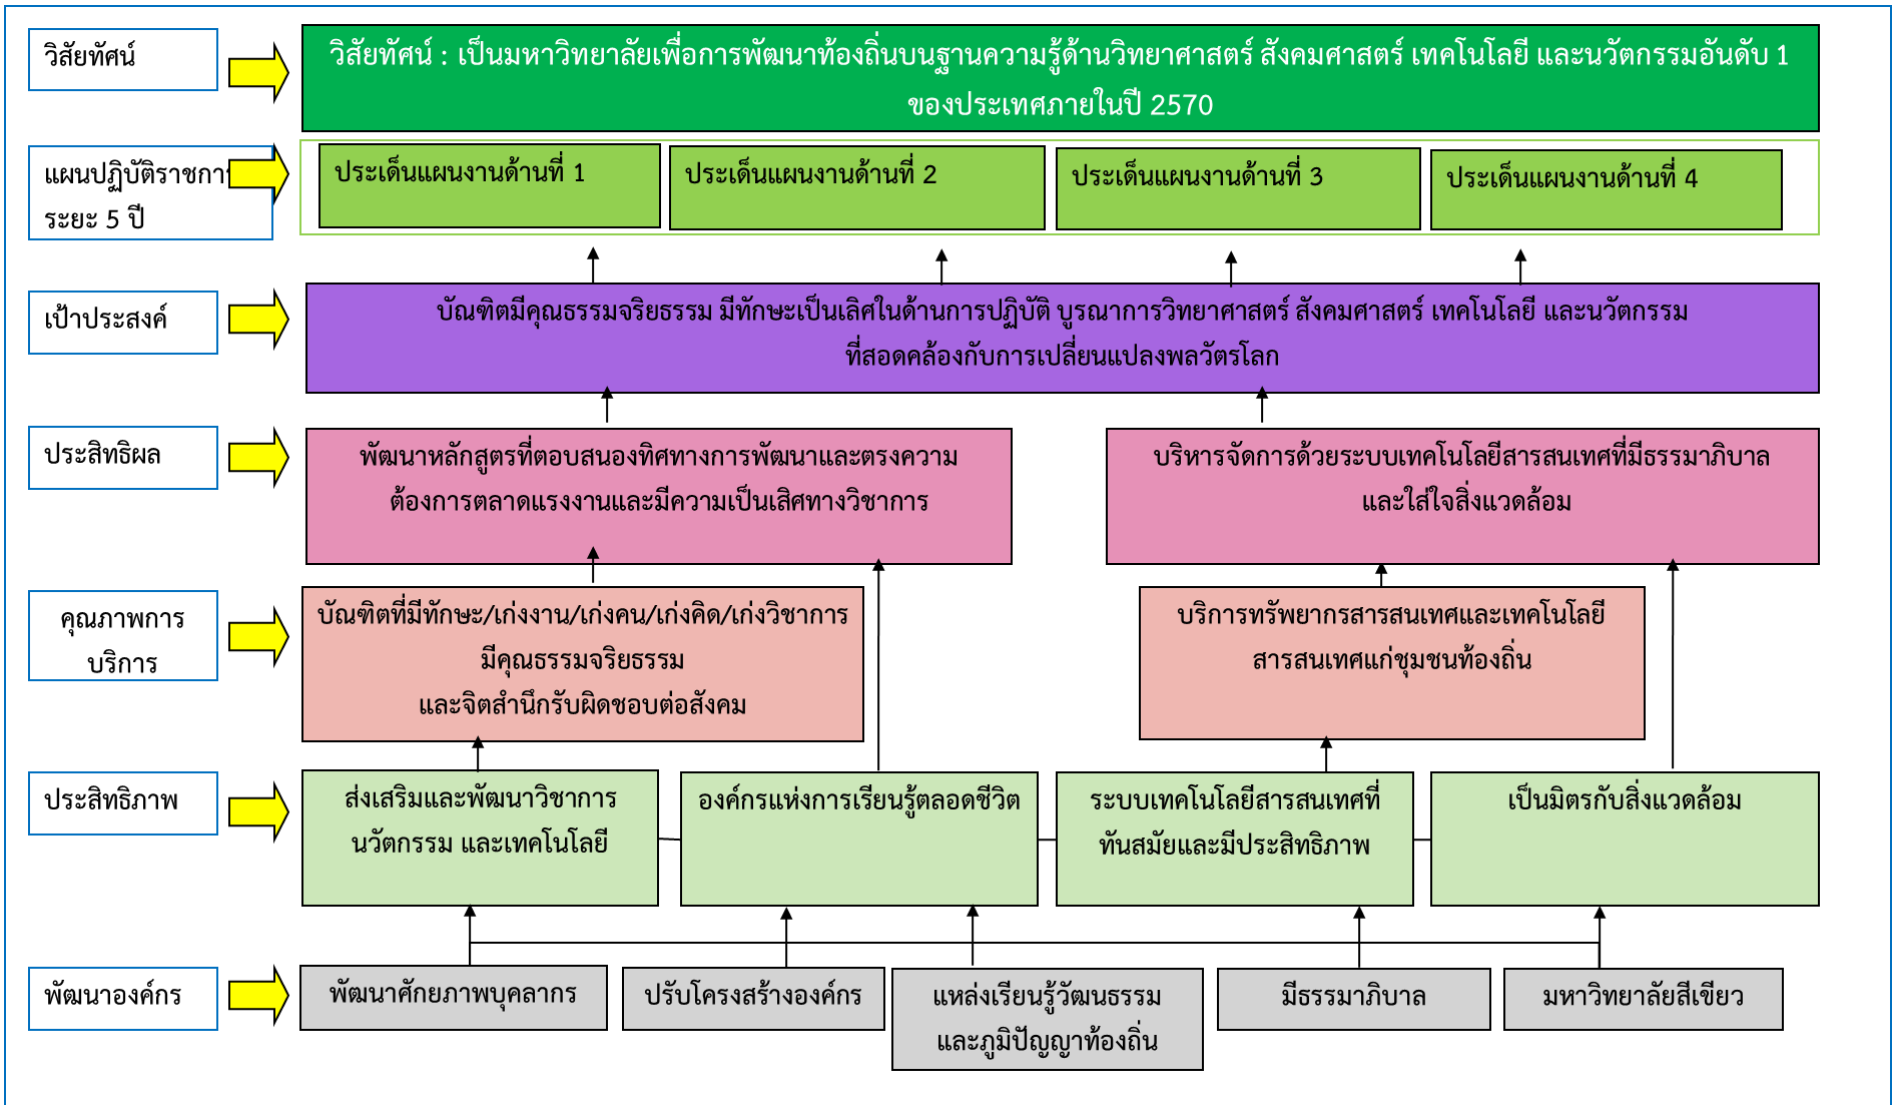 วิสัยทัศน์
วิสัยทัศน์ : เป็นมหาวิทยาลัยเพื่อการพัฒนาท้องถิ่นบนฐานความรู้ด้านวิทยาศาสตร์ สังคมศาสตร์ เทคโนโลยี และนวัตกรรมอันดับ 1
ของประเทศภายในปี 2570
แผนปฏิบัติราชการ
ระยะ 5 ปี
ประเด็นแผนงานด้านที่ 1
ประเด็นแผนงานด้านที่ 2
ประเด็นแผนงานด้านที่ 3
ประเด็นแผนงานด้านที่ 4
เป้าประสงค์
บัณฑิตมีคุณธรรมจริยธรรม มีทักษะเป็นเลิศในด้านการปฏิบัติ บูรณาการวิทยาศาสตร์ สังคมศาสตร์ เทคโนโลยี และนวัตกรรม
ที่สอดคล้องกับการเปลี่ยนแปลงพลวัตรโลก
ประสิทธิผล
พัฒนาหลักสูตรที่ตอบสนองทิศทางการพัฒนาและตรงความ
ต้องการตลาดแรงงานและมีความเป็นเสิศทางวิชาการ
บริหารจัดการด้วยระบบเทคโนโลยีสารสนเทศที่มีธรรมาภิบาล
และใส่ใจสิ่งแวดล้อม
คุณภาพการ
บริการ
บัณฑิตที่มีทักษะ/เก่งงาน/เก่งคน/เก่งคิด/เก่งวิชาการ
มีคุณธรรมจริยธรรม
และจิตสำนึกรับผิดชอบต่อสังคม
บริการทรัพยากรสารสนเทศและเทคโนโลยี
สารสนเทศแก่ชุมชนท้องถิ่น
ประสิทธิภาพ
ส่งเสริมและพัฒนาวิชาการ
นวัตกรรม และเทคโนโลยี
องค์กรแห่งการเรียนรู้ตลอดชีวิต
ระบบเทคโนโลยีสารสนเทศที่
ทันสมัยและมีประสิทธิภาพ
เป็นมิตรกับสิ่งแวดล้อม
พัฒนาองค์กร
พัฒนาศักยภาพบุคลากร
ปรับโครงสร้างองค์กร
แหล่งเรียนรู้วัฒนธรรม
และภูมิปัญญาท้องถิ่น
มีธรรมาภิบาล
มหาวิทยาลัยสีเขียว